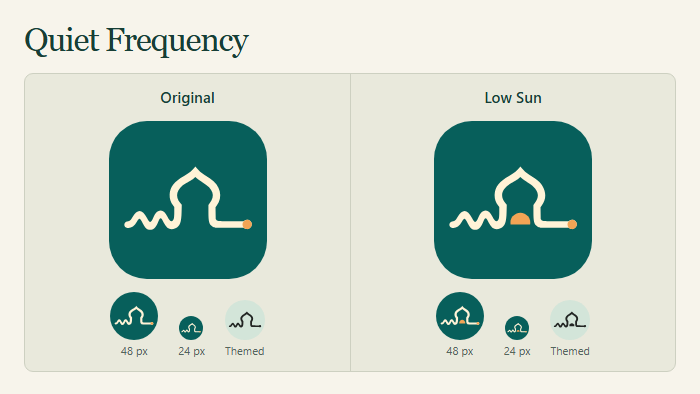 Quiet Frequency
Original
Low Sun
48 px
24 px
Themed
48 px
24 px
Themed